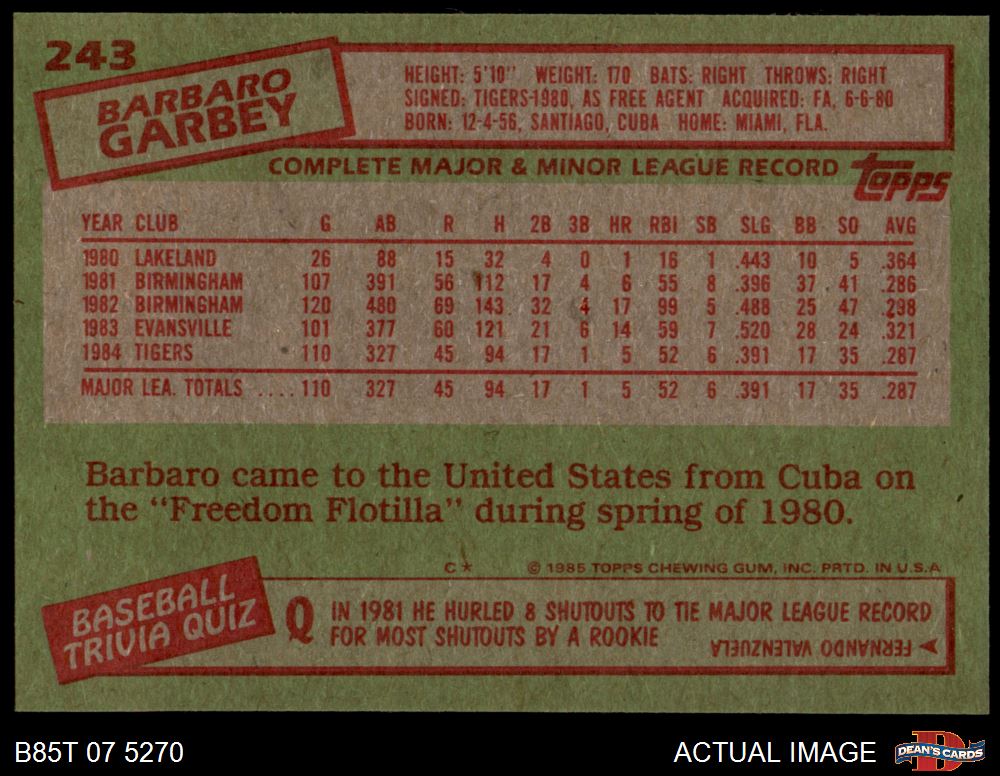 243
BARBARO
GARBEY
HEIGHT: 5'10" WEIGHT: 170 BATS: RIGHT THROWS: RIGHT
SIGNED: TIGERS-1980, AS FREE AGENT ACQUIRED: FA, 6-6-80
BORN: 12-4-56, SANTIAGO, CUBA HOME: MIAMI, FLA.
COMPLETE MAJOR & MINOR LEAGUE RECORD topps
YEAR CLUB G AB R H 2B 3B HR RBI SB SLG BB SO AVG
1980 LAKELAND 26 88 15 32 4 0 1 16 1 .443 10 5 .364
1981 BIRMINGHAM 107 391 56 112 17 4 6 55 8 .396 37 41 .286
1982 BIRMINGHAM 120 480 69 143 32 4 17 99 5 .488 25 47 .298
1983 EVANSVILLE 101 377 60 121 21 6 14 59 7 .520 28 24 .321
1984 TIGERS 110 327 45 94 17 1 5 52 6 .391 17 35 .287
MAJOR LEA. TOTALS .... 110 327 45 94 17 1 5 52 6 .391 17 35 .287
Barbaro came to the United States from Cuba on
the "Freedom Flotilla" during spring of 1980.
C* © 1985 TOPPS CHEWING GUM, INC. PRTD. IN U.S.A
BASEBALL
TRIVIA QUIZ
Q IN 1981 HE HURLED 8 SHUTOUTS TO TIE MAJOR LEAGUE RECORD
FOR MOST SHUTOUTS BY A ROOKIE
FERNANDO VALENZUELA
B85T 07 5270 ACTUAL IMAGE DEAN'S CARDS